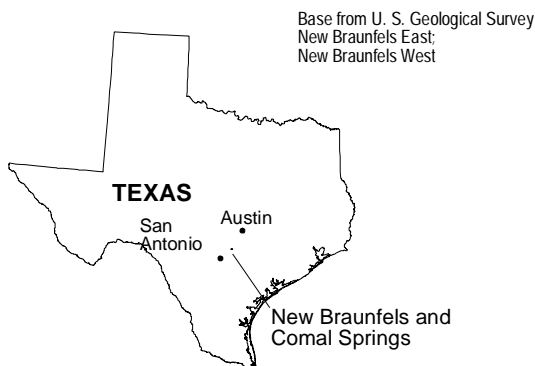 Base from U. S. Geological Survey
New Braunfels East;
New Braunfels West
TEXAS
San
Antonio
Austin
New Braunfels and
Comal Springs